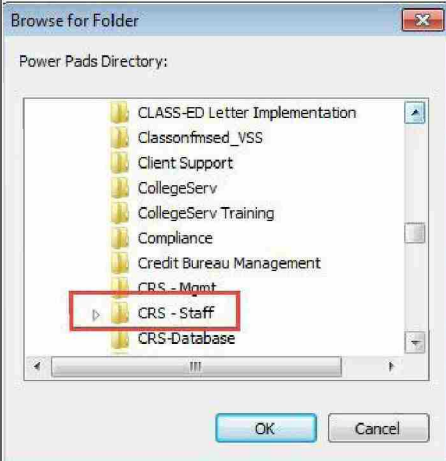 Browse for Folder
Power Pads Directory:
CLASS-ED Letter Implementation
Classonfmsed_VSS
Client Support
CollegeServ
CollegeServ Training
Compliance
Credit Bureau Management
CRS - Mgmt
CRS - Staff
CRS-Database
OK Cancel